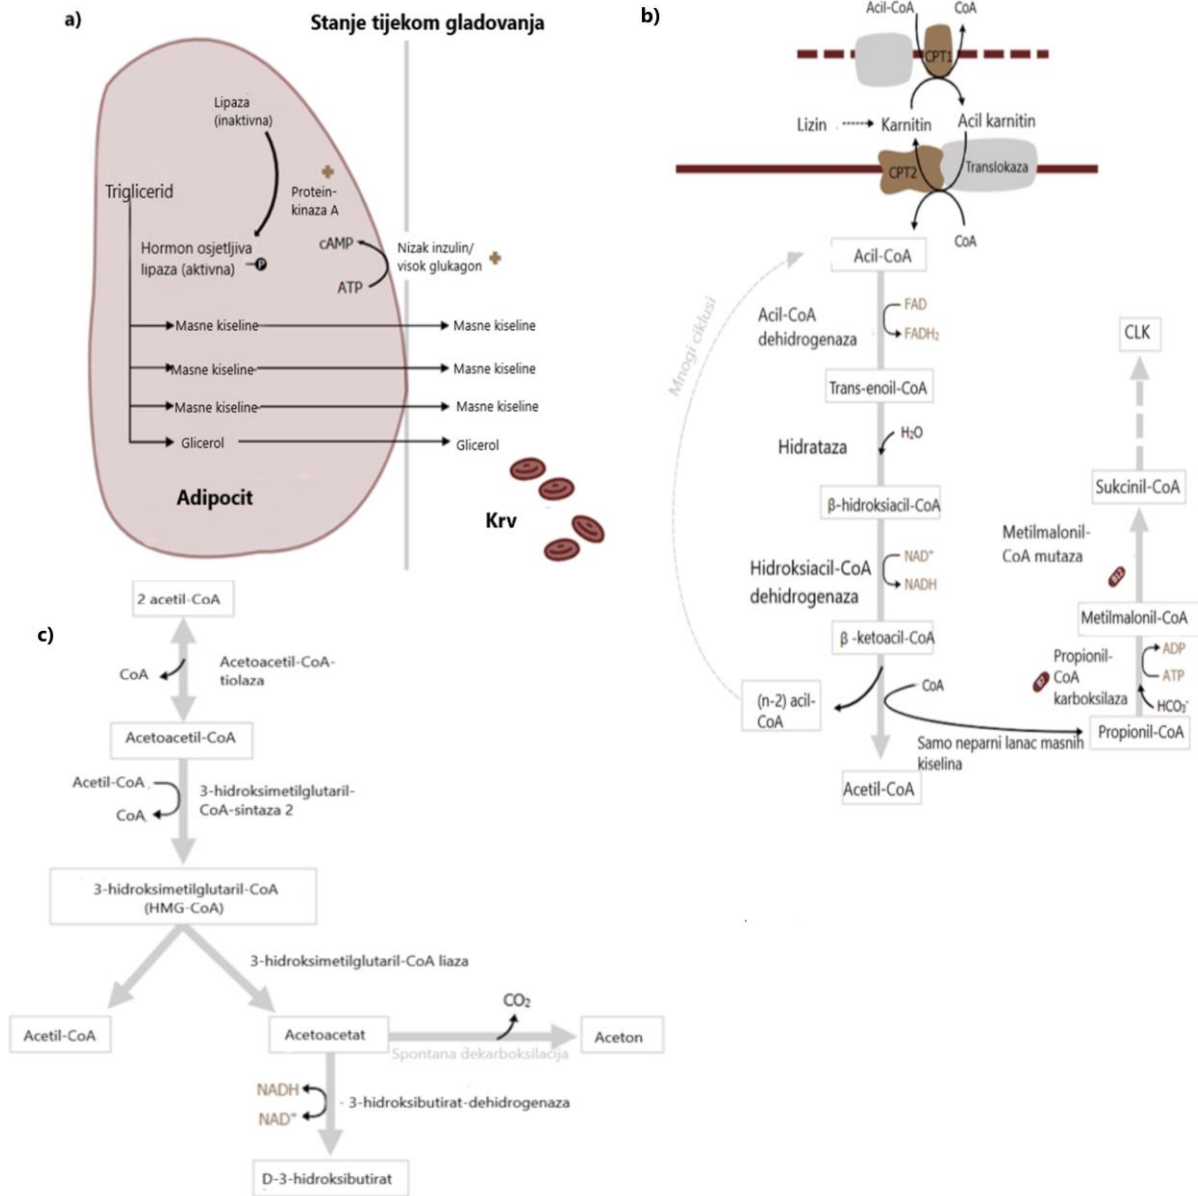 a)
Stanje tijekom gladovanja
Lipaza
(inaktivna)
Triglicerid
Protein-
kinaza A
Hormon osjetljiva
lipaza (aktivna)
P
cAMP
ATP
Nizak inzulin/
visok glukagon
Masne kiseline
Masne kiseline
Masne kiseline
Masne kiseline
Masne kiseline
Masne kiseline
Glicerol
Glicerol
Adipocit
Krv
b)
Acil-CoA
CoA
CPT1
Lizin
Karnitin
Acil karnitin
CPT2
Translokaza
CoA
Acil-CoA
Mnogi ciklusi
Acil-CoA
dehidrogenaza
FAD
FADH₂
Trans-enoil-CoA
Hidrataza
H₂O
β-hidroksiacil-CoA
Hidroksiacil-CoA
dehidrogenaza
NAD⁺
NADH
β -ketoacil-CoA
(n-2) acil-
CoA
CoA
Samo neparni lanac masnih
kiselina
Acetil-CoA
CLK
Sukcinil-CoA
Metilmalonil-
CoA mutaza
B12
Metilmalonil-CoA
Propionil-
CoA
karboksilaza
B7
ADP
ATP
HCO₃⁻
Propionil-CoA
c)
2 acetil-CoA
CoA
Acetoacetil-CoA-
tiolaza
Acetoacetil-CoA
Acetil-CoA
CoA
3-hidroksimetilglutaril-
CoA-sintaza 2
3-hidroksimetilglutaril-CoA
(HMG-CoA)
3-hidroksimetilglutaril-CoA liaza
Acetil-CoA
Acetoacetat
CO₂
Spontana dekarboksilacija
Aceton
NADH
NAD⁺
3-hidroksibutirat-dehidrogenaza
D-3-hidroksibutirat